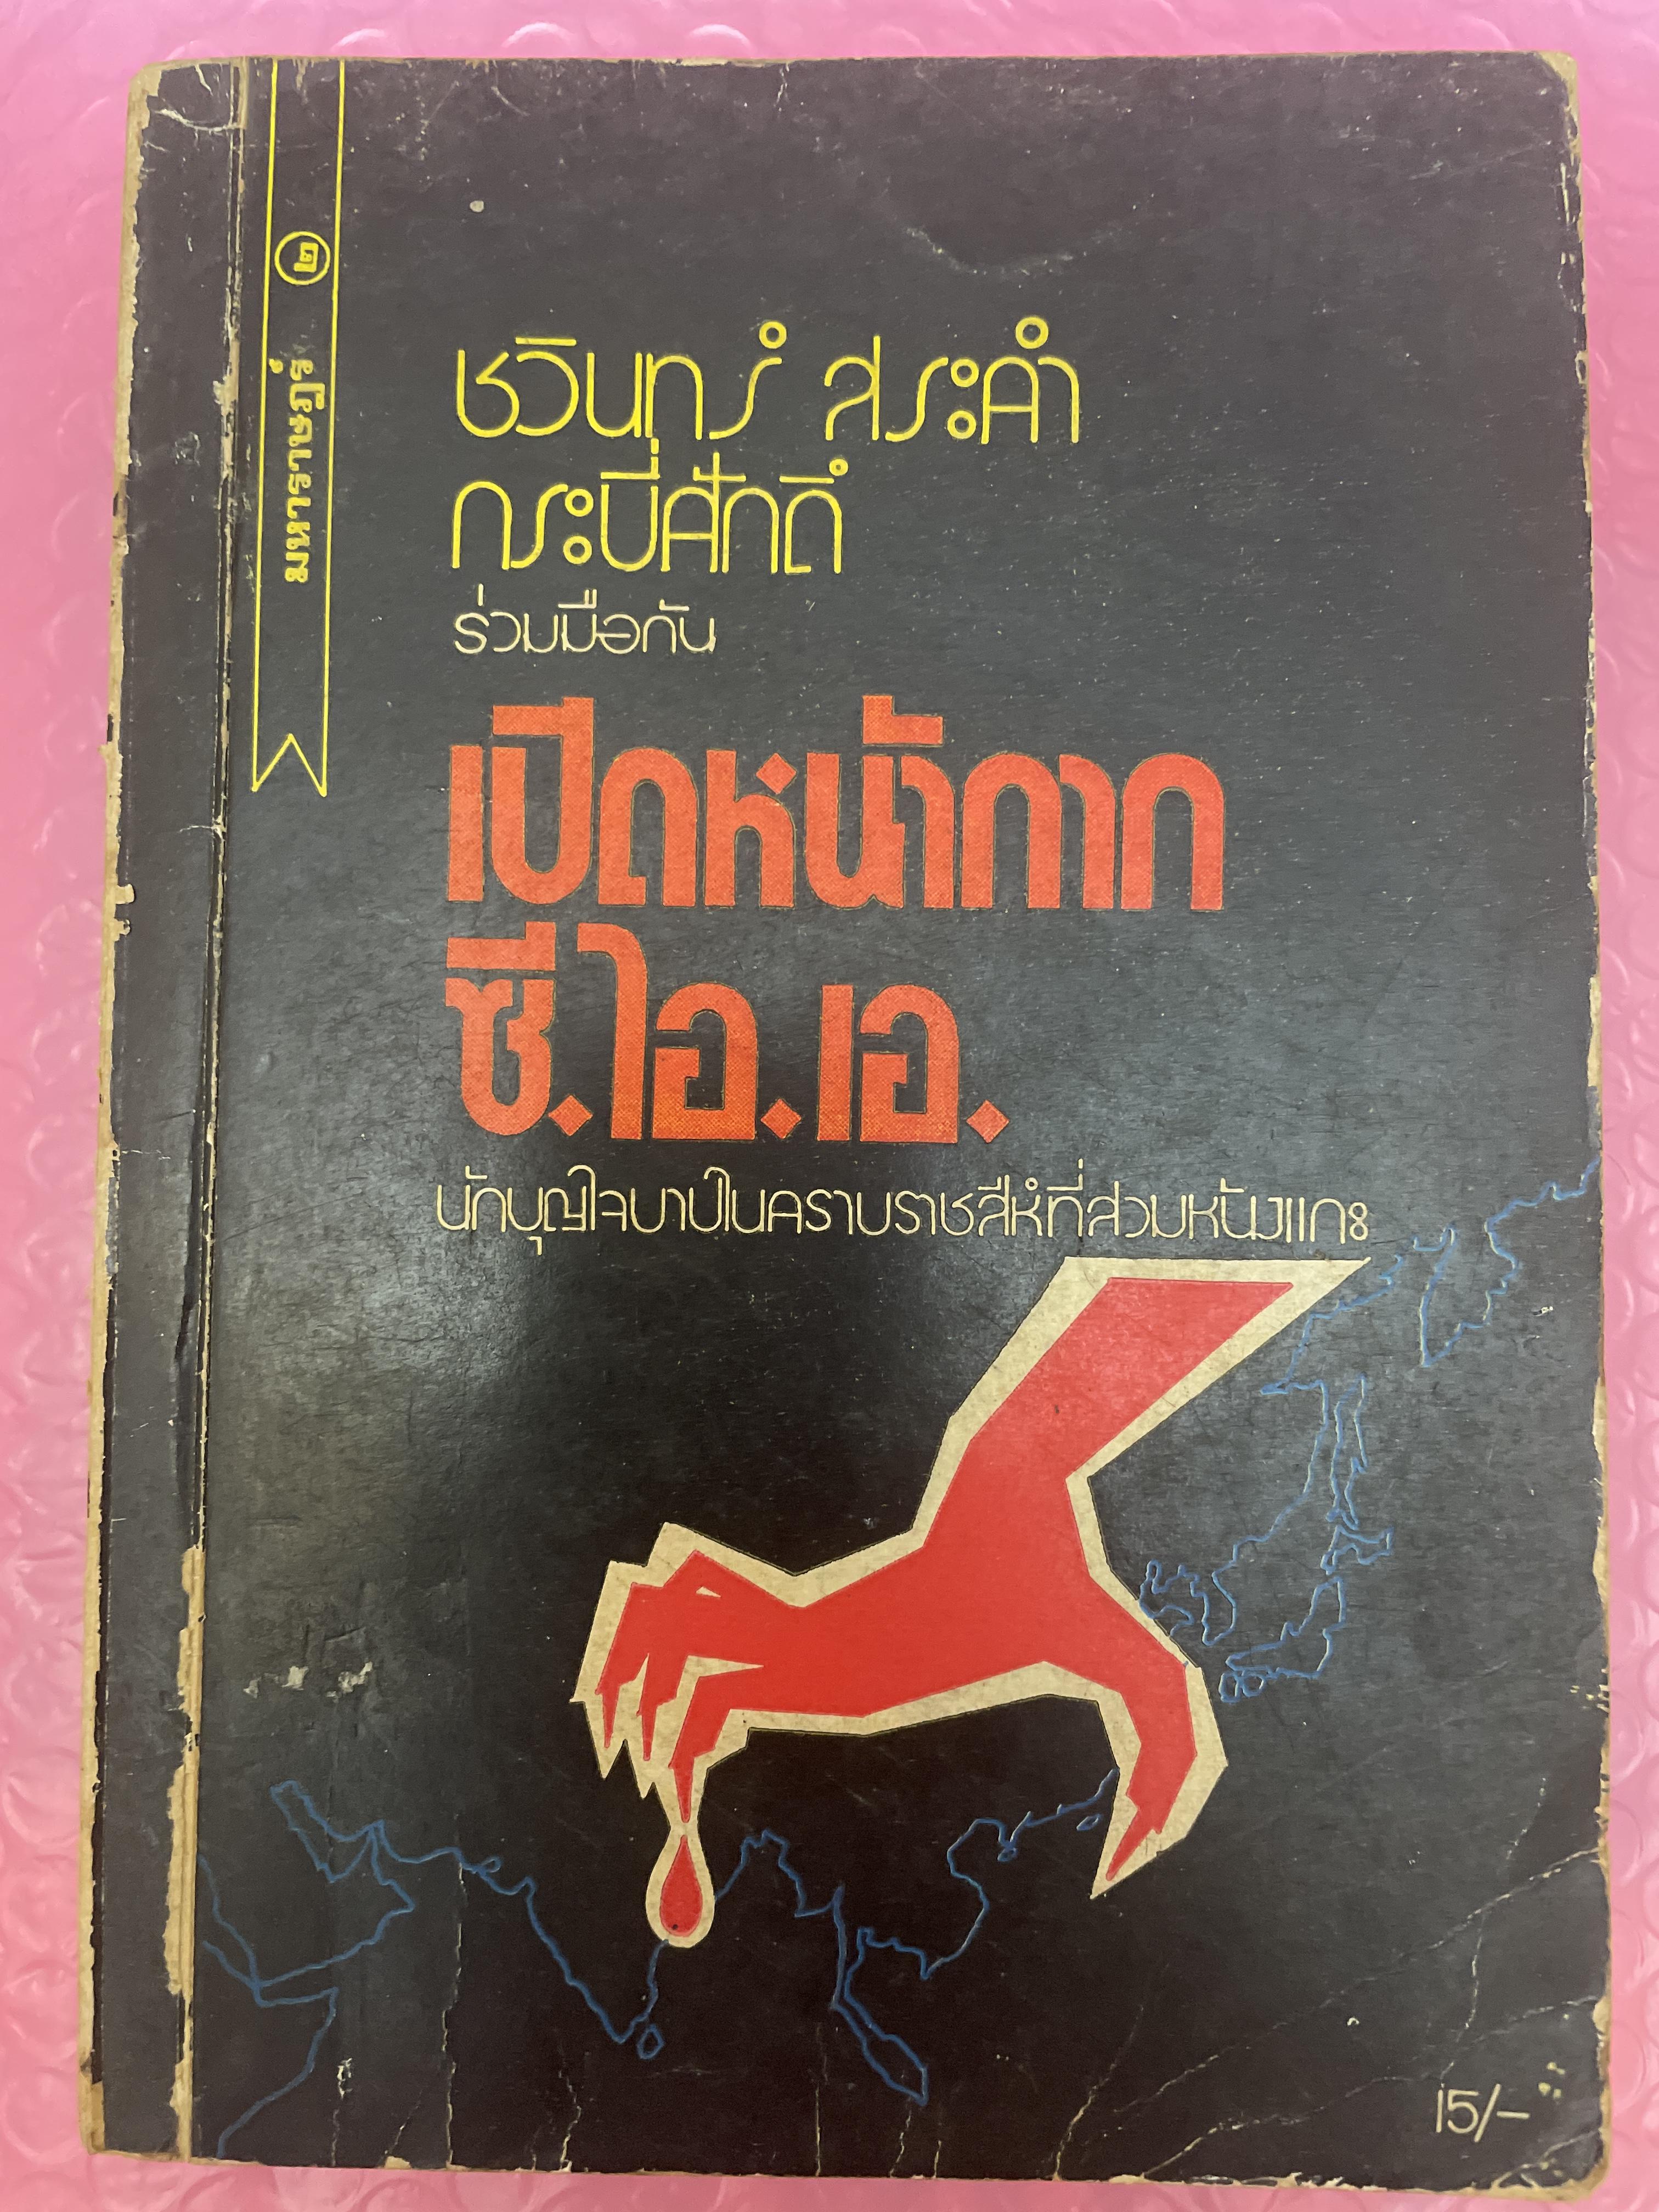 มหาราษฎร์ ๒
ชวินทร์ สระคำ
กระบี่ศักดิ์
ร่วมมือกัน
เปิดหน้ากาก
ซี.ไอ.เอ.
นักบุญใจบาปในคราบราชสีห์ที่สวมหนังแกะ
15/-